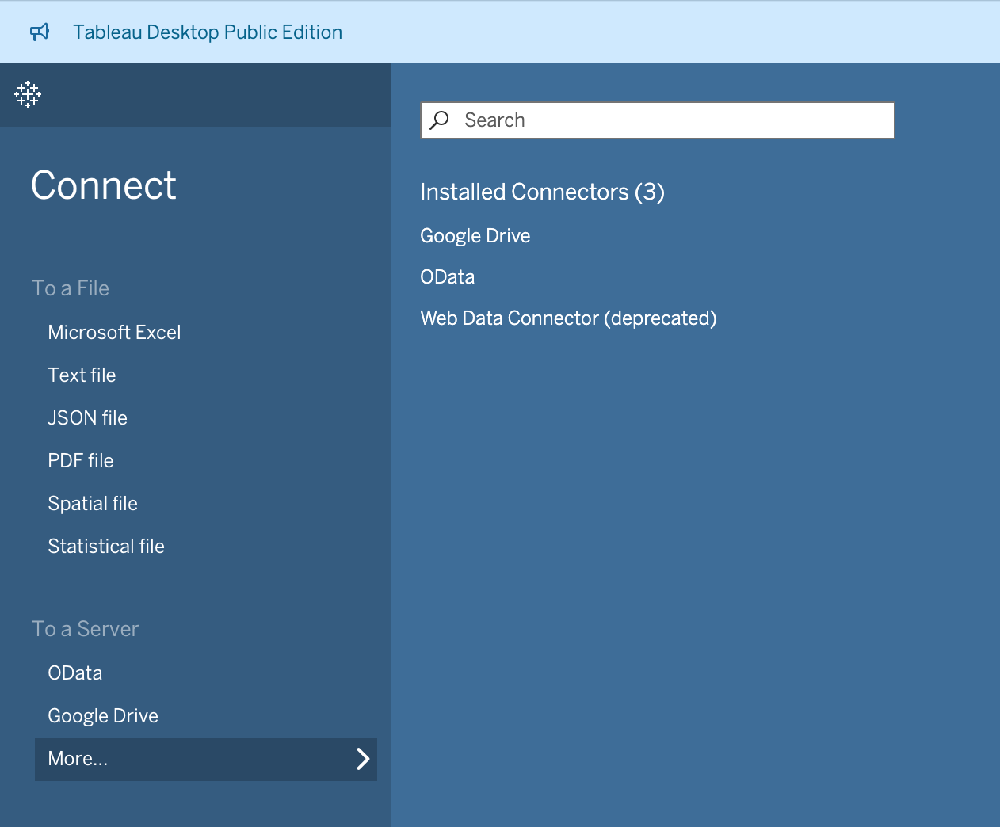 Tableau Desktop Public Edition
Connect
To a File
Microsoft Excel
Text file
JSON file
PDF file
Spatial file
Statistical file
To a Server
OData
Google Drive
More...
Search
Installed Connectors (3)
Google Drive
OData
Web Data Connector (deprecated)